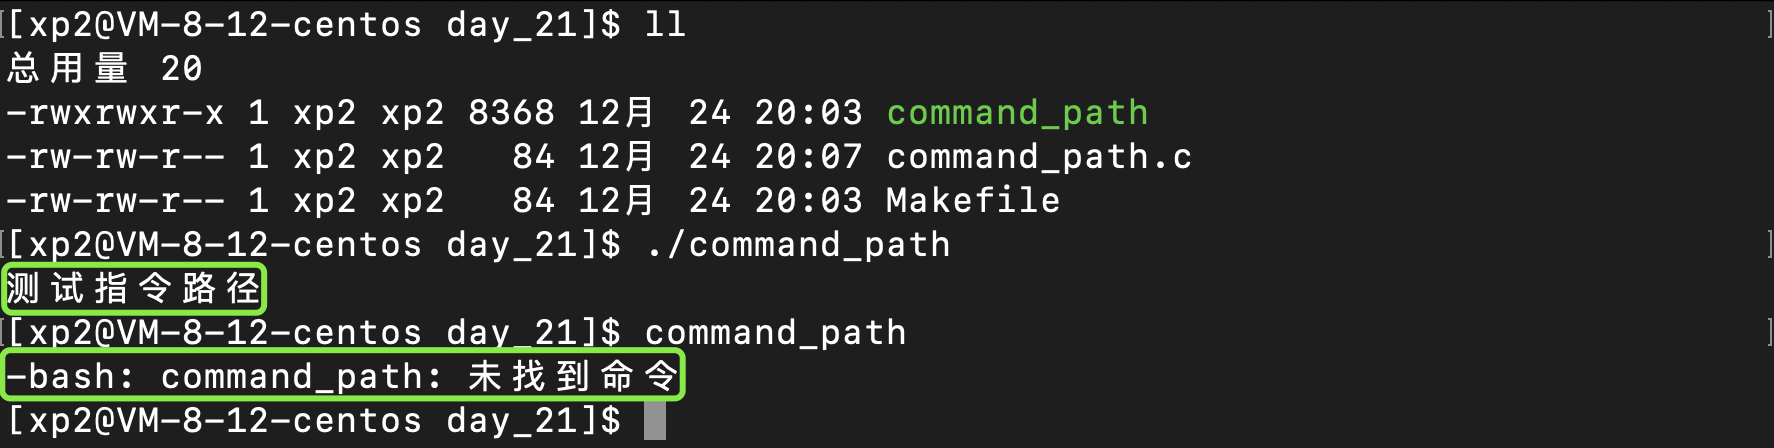 [xp2@VM-8-12-centos day_21]$ ll
总用量 20
-rwxrwxr-x 1 xp2 xp2 8368 12月 24 20:03 command_path
-rw-rw-r-- 1 xp2 xp2   84 12月 24 20:07 command_path.c
-rw-rw-r-- 1 xp2 xp2   84 12月 24 20:03 Makefile
[xp2@VM-8-12-centos day_21]$ ./command_path
测试指令路径
[xp2@VM-8-12-centos day_21]$ command_path
-bash: command_path: 未找到命令
[xp2@VM-8-12-centos day_21]$